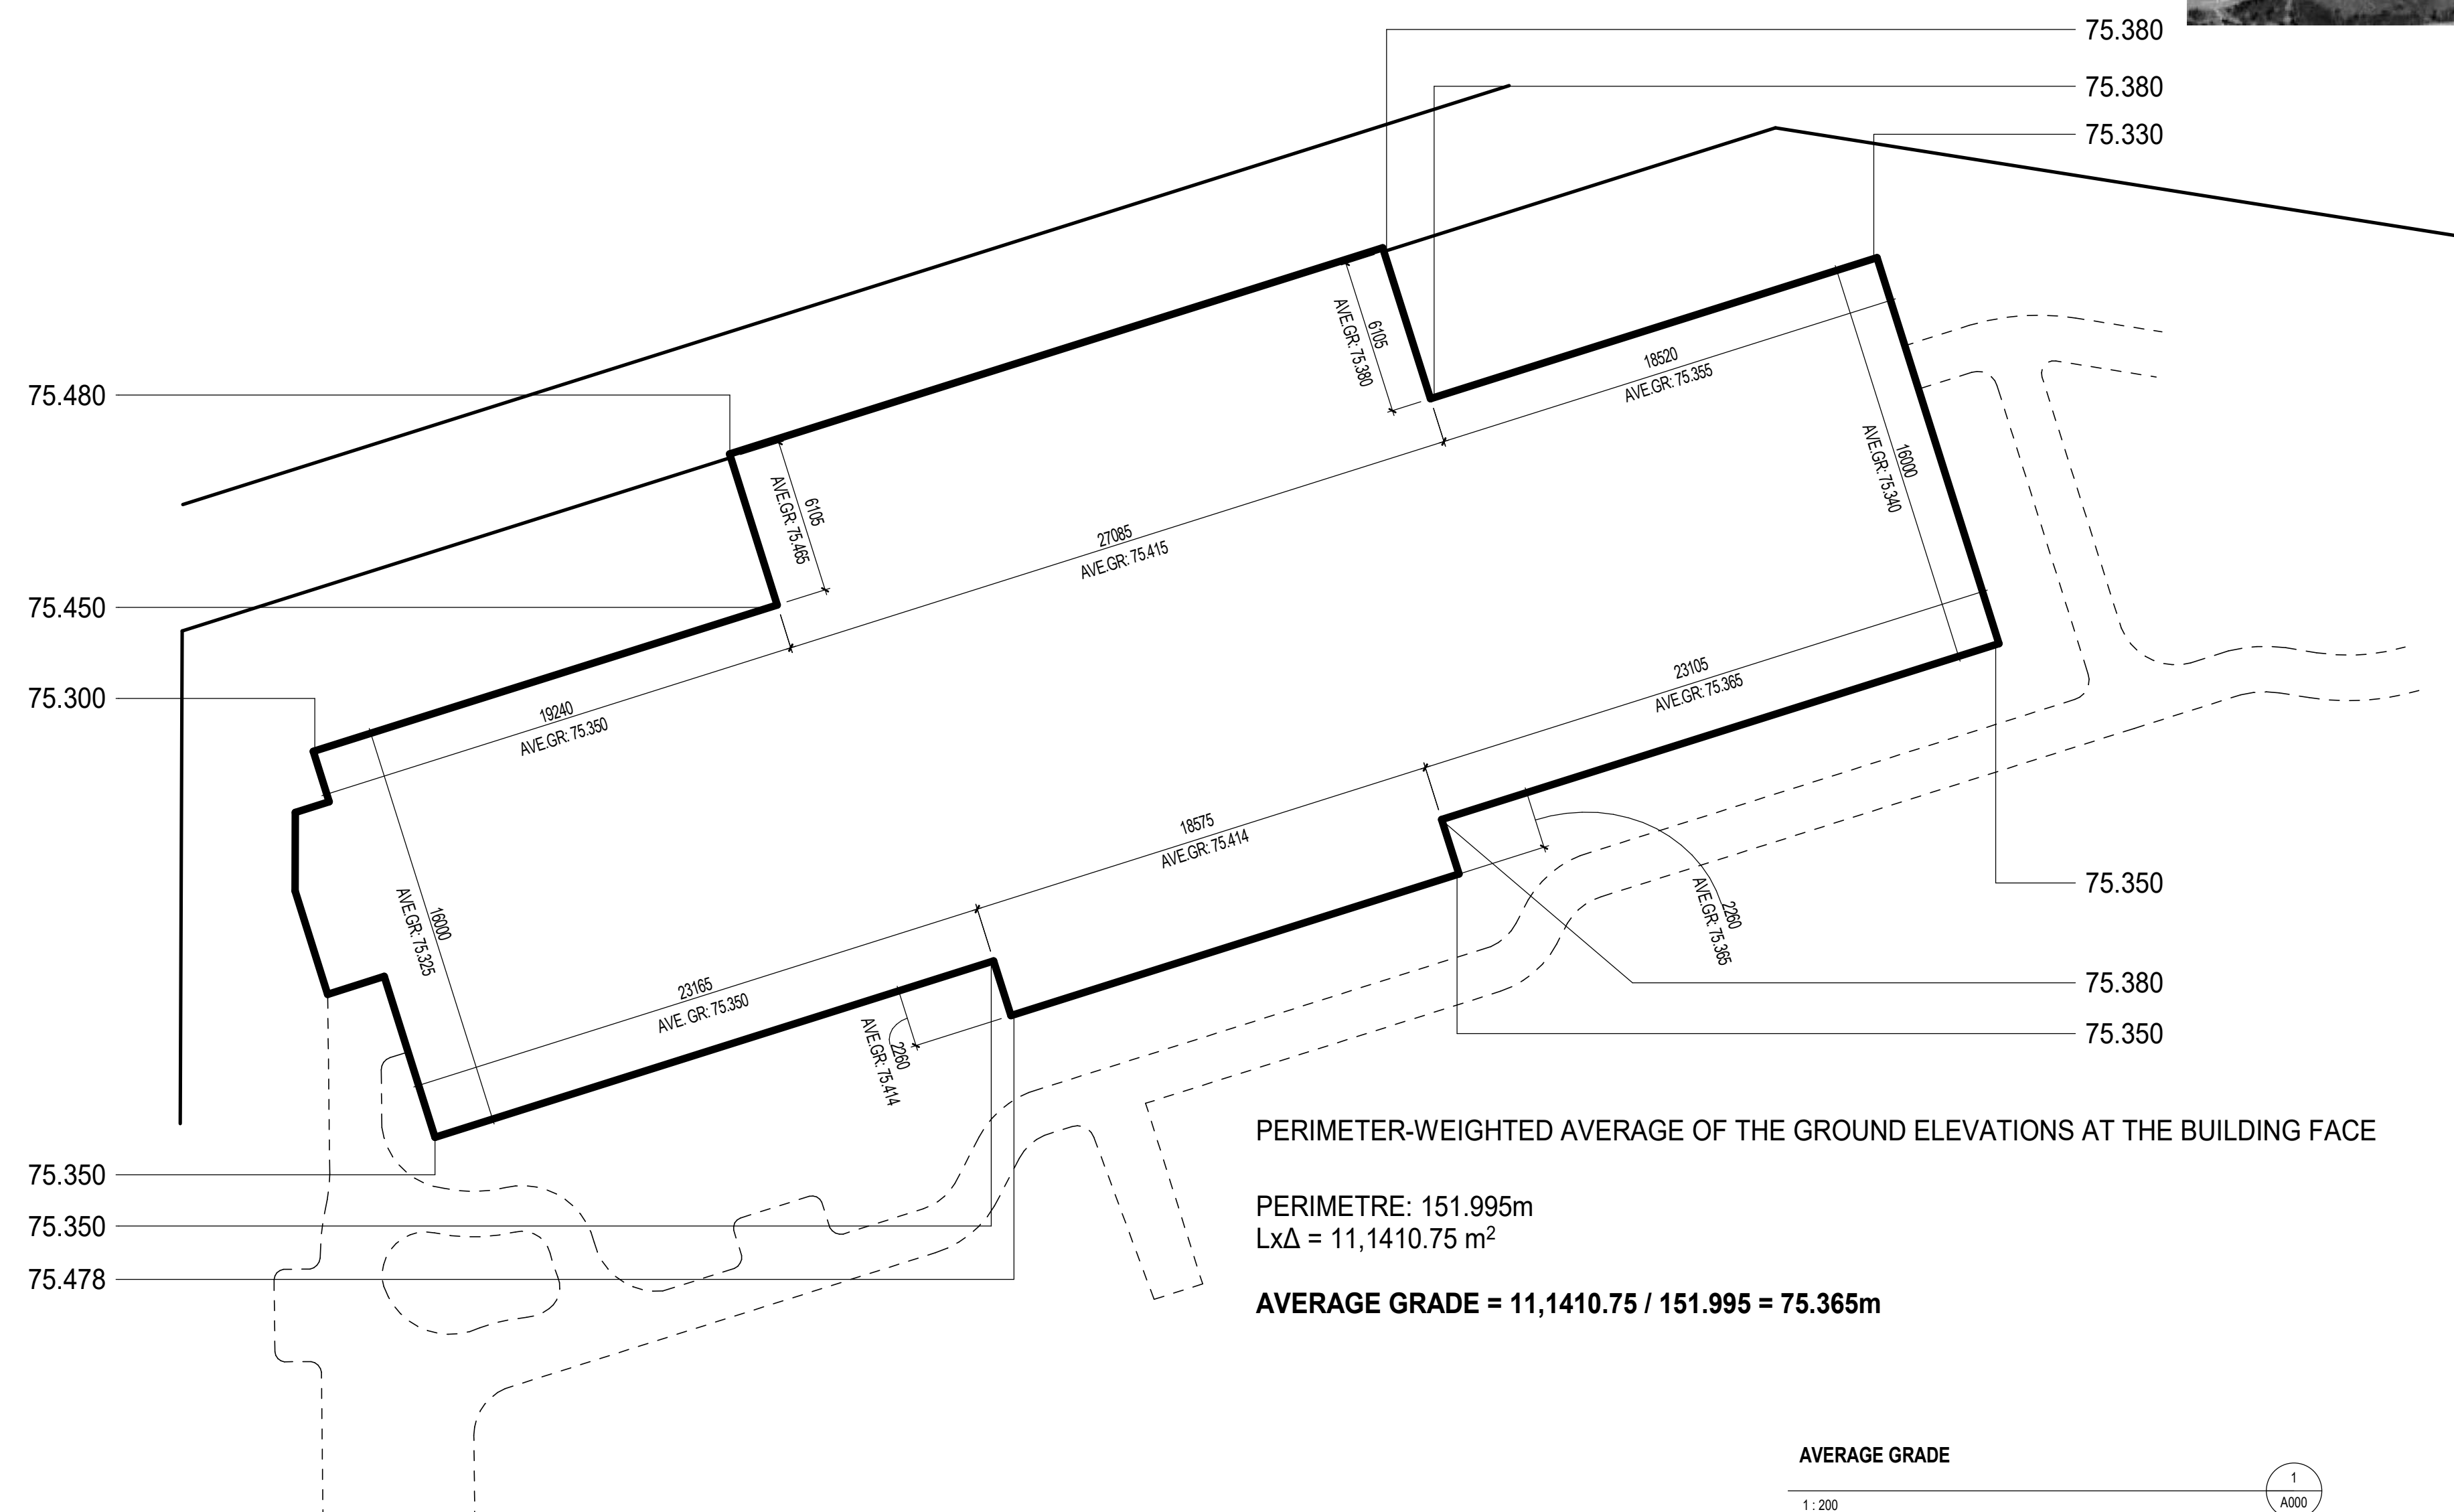 75.380
75.380
75.330
75.480
75.450
75.300
6105
AVE.GR: 75.380
18520
AVE.GR: 75.355
16000
AVE.GR: 75.340
6105
AVE.GR: 75.465
27085
AVE.GR: 75.415
19240
AVE.GR: 75.350
23105
AVE.GR: 75.365
18575
AVE.GR: 75.414
16000
AVE.GR: 75.325
23165
AVE. GR: 75.350
2260
AVE.GR: 75.414
2260
AVE.GR: 75.365
75.350
75.380
75.350
75.350
75.350
75.478
PERIMETER-WEIGHTED AVERAGE OF THE GROUND ELEVATIONS AT THE BUILDING FACE
PERIMETRE: 151.995m
LxΔ = 11,1410.75 m²
AVERAGE GRADE = 11,1410.75 / 151.995 = 75.365m
AVERAGE GRADE
1 : 200
1
A000